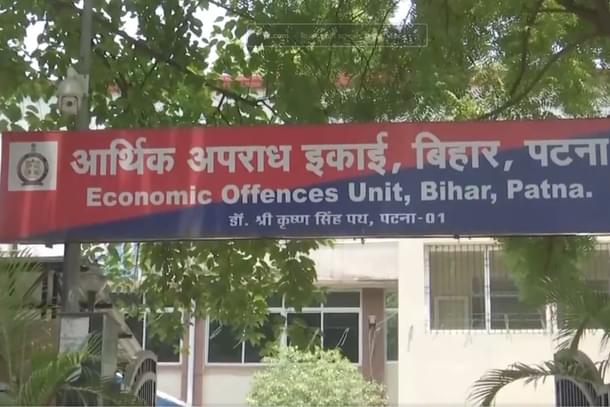 आर्थिक अपराध इकाई, बिहार, पटना
Economic Offences Unit, Bihar, Patna.
डॉ. श्री कृष्ण सिंह पथ, पटना-01